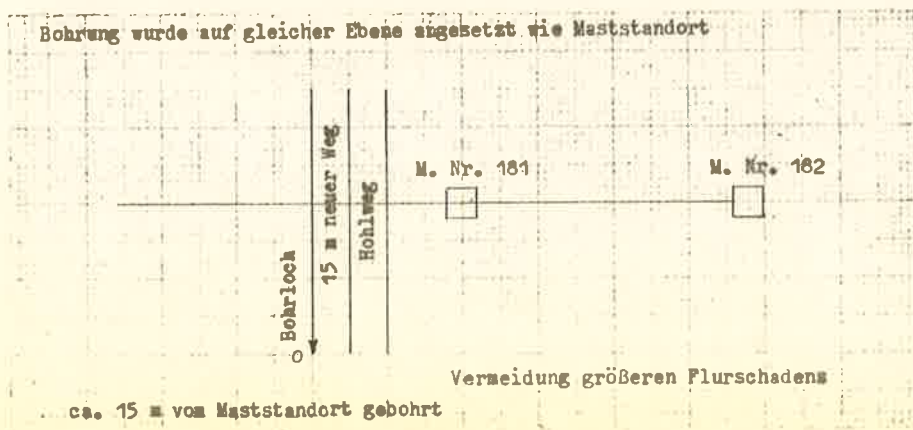 Bohrung wurde auf gleicher Ebene angesetzt wie Maststandort
M. Nr. 181
M. Nr. 182
Bohrloch
15 m neuer Weg
Hohlweg
O
Vermeidung größeren Flurschadens
ca. 15 m vom Maststandort gebohrt